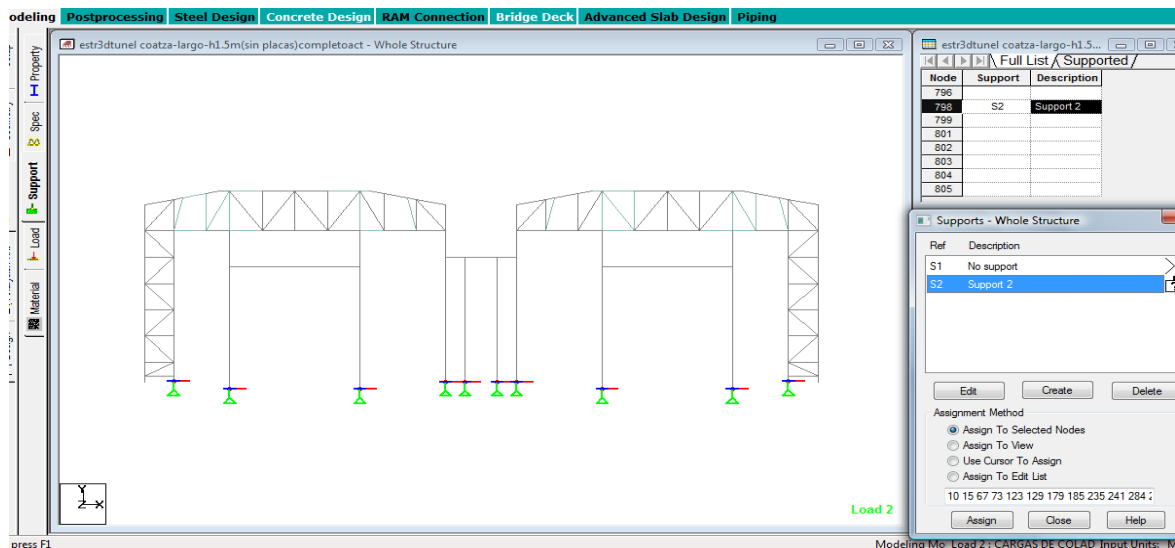 odeling Postprocessing Steel Design Concrete Design RAM Connection Bridge Deck Advanced Slab Design Piping
estr3dtunel coatza-largo-h1.5m(sin placas)completoact - Whole Structure
Property
Spec
Support
Load
Material
Y
Z X
Load 2
estr3dtunel coatza-largo-h1.5...
Full List Supported
Node Support Description
796
798 S2 Support 2
799
801
802
803
804
805
Supports - Whole Structure
Ref Description
S1 No support
S2 Support 2
Edit Create Delete
Assignment Method
Assign To Selected Nodes
Assign To View
Use Cursor To Assign
Assign To Edit List
10 15 67 73 123 129 179 185 235 241 284 2
Assign Close Help
press F1
Modeling Mo Load 2 : CARGAS DE COLAD Input Units: M